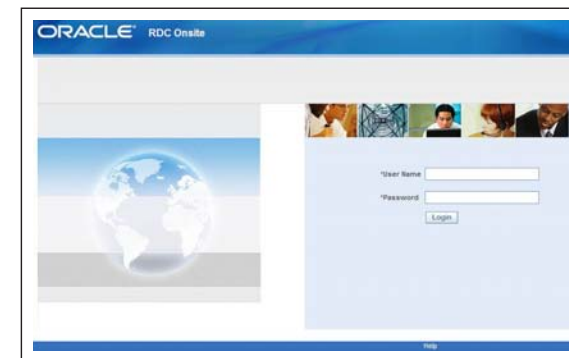 ORACLE RDC Onsite
*User Name
*Password
Login
Help